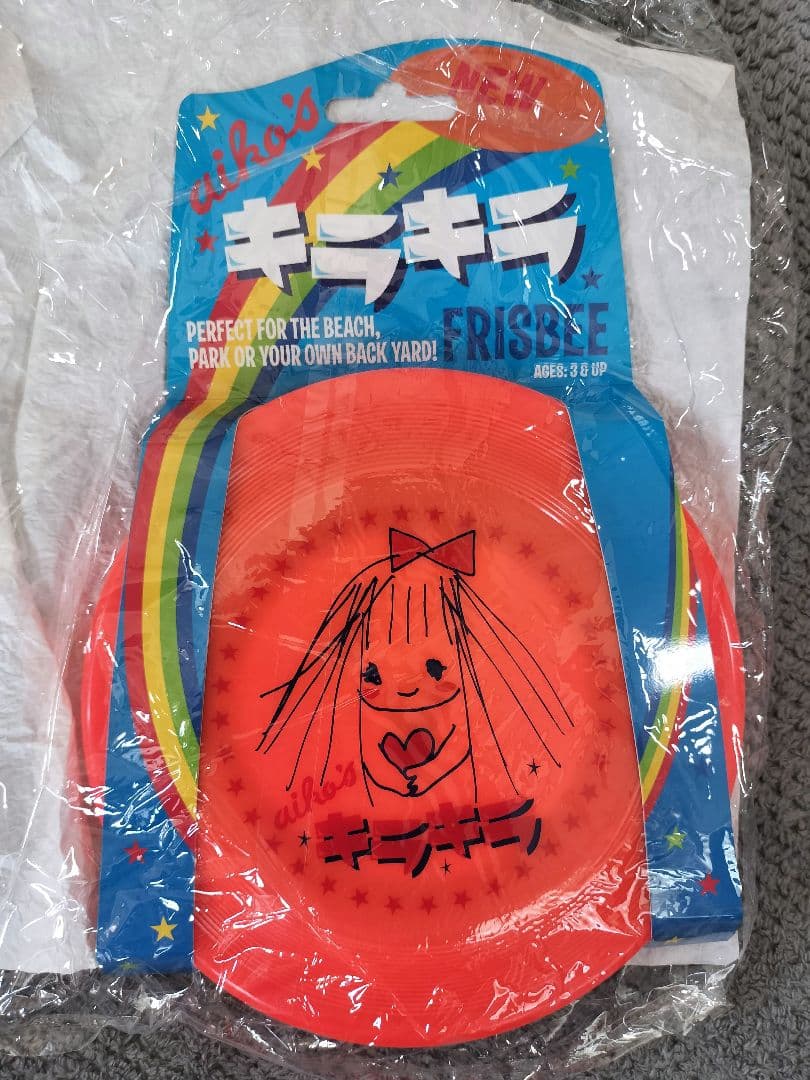 NEW
aiko's
キラキラ
FRISBEE
PERFECT FOR THE BEACH,
PARK OR YOUR OWN BACK YARD!
AGES: 3 & UP
aiko's
キラキラ